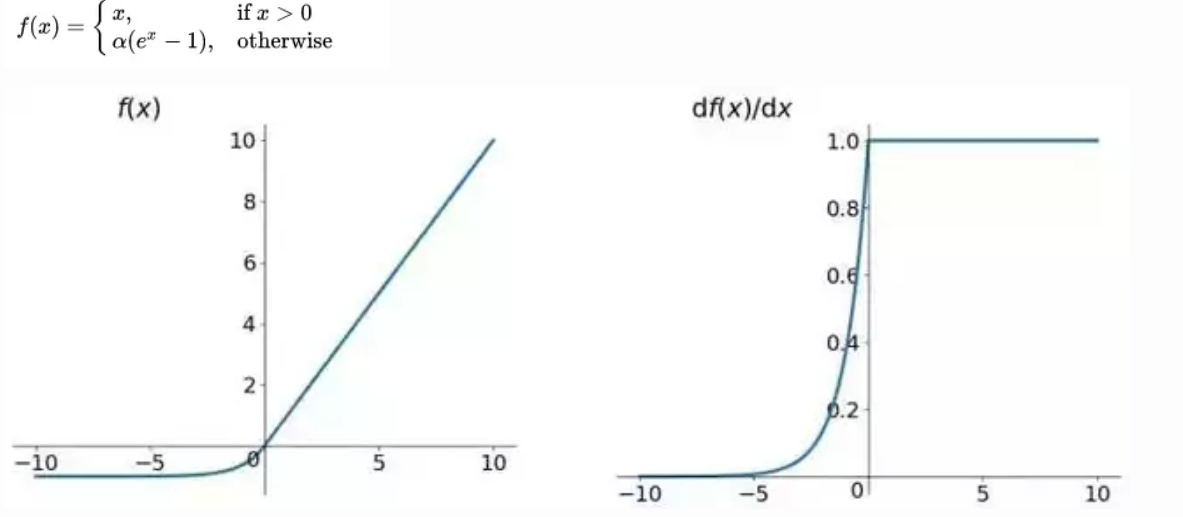 f(x) = { x, if x > 0
α(eˣ − 1), otherwise
f(x)
10
8
6
4
2
−10 −5 0 5 10
df(x)/dx
1.0
0.8
0.6
0.4
0.2
−10 −5 0 5 10